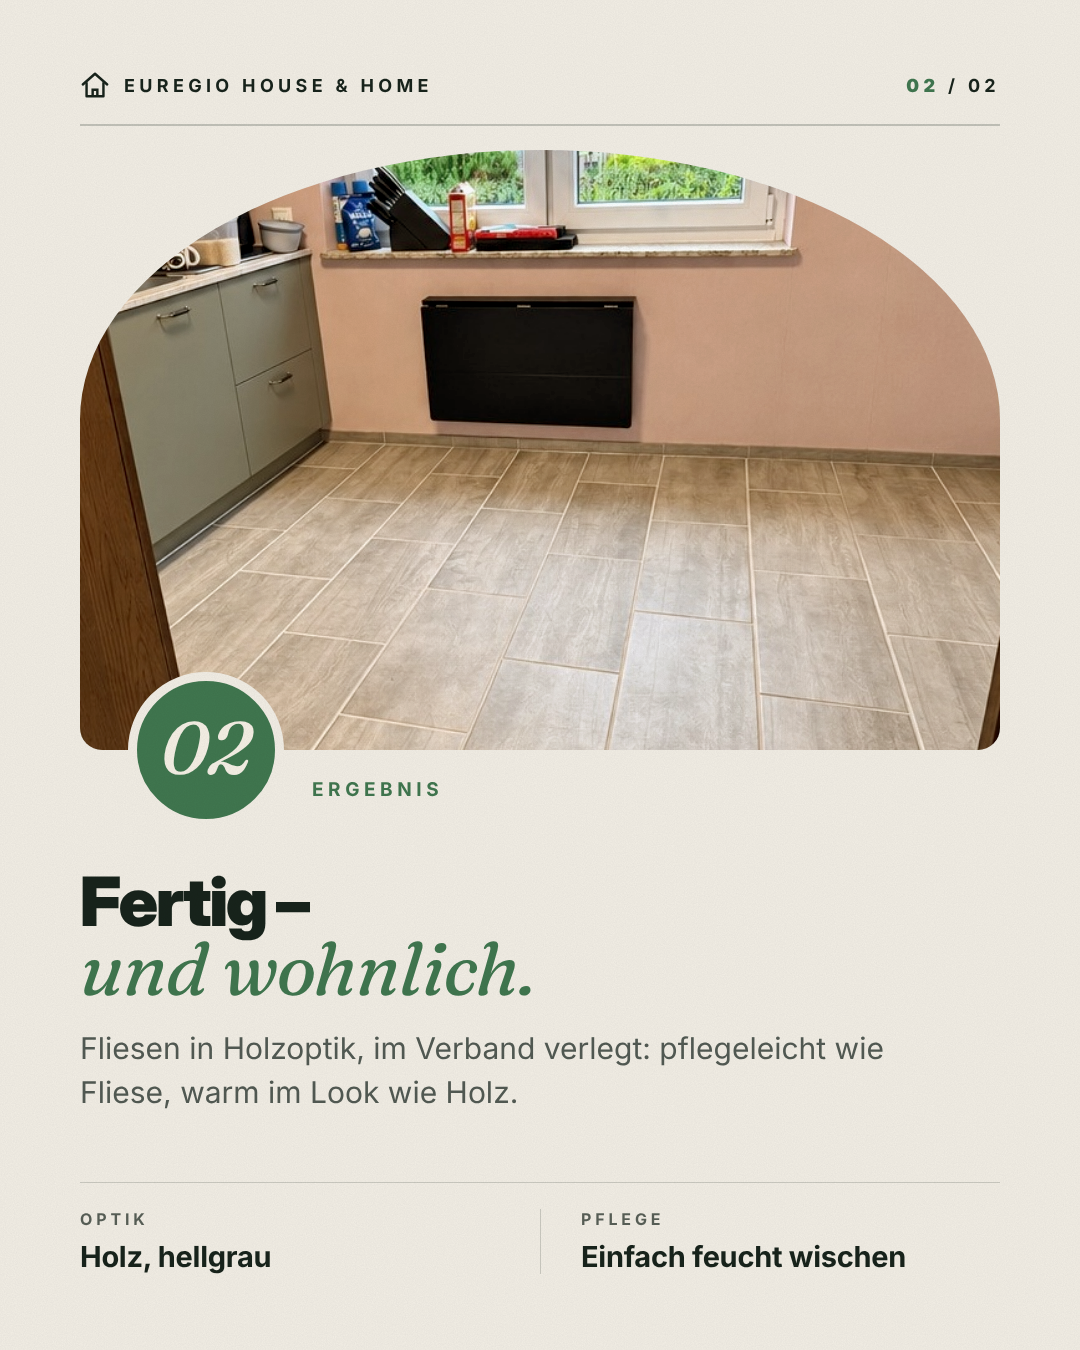 EUREGIO HOUSE & HOME
02 / 02
02
ERGEBNIS
Fertig –
und wohnlich.
Fliesen in Holzoptik, im Verband verlegt: pflegeleicht wie
Fliese, warm im Look wie Holz.
OPTIK
Holz, hellgrau
PFLEGE
Einfach feucht wischen